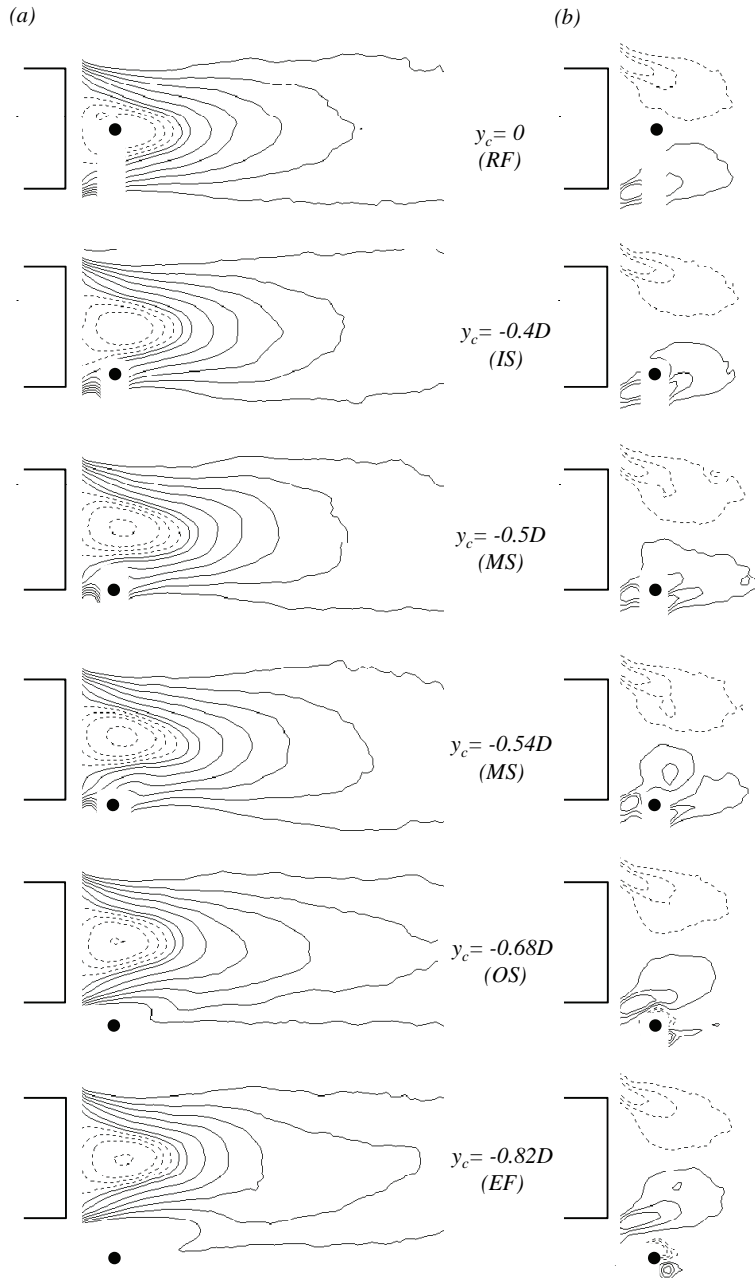 (a)
(b)
y_c= 0
(RF)
y_c= -0.4D
(IS)
y_c= -0.5D
(MS)
y_c= -0.54D
(MS)
y_c= -0.68D
(OS)
y_c= -0.82D
(EF)